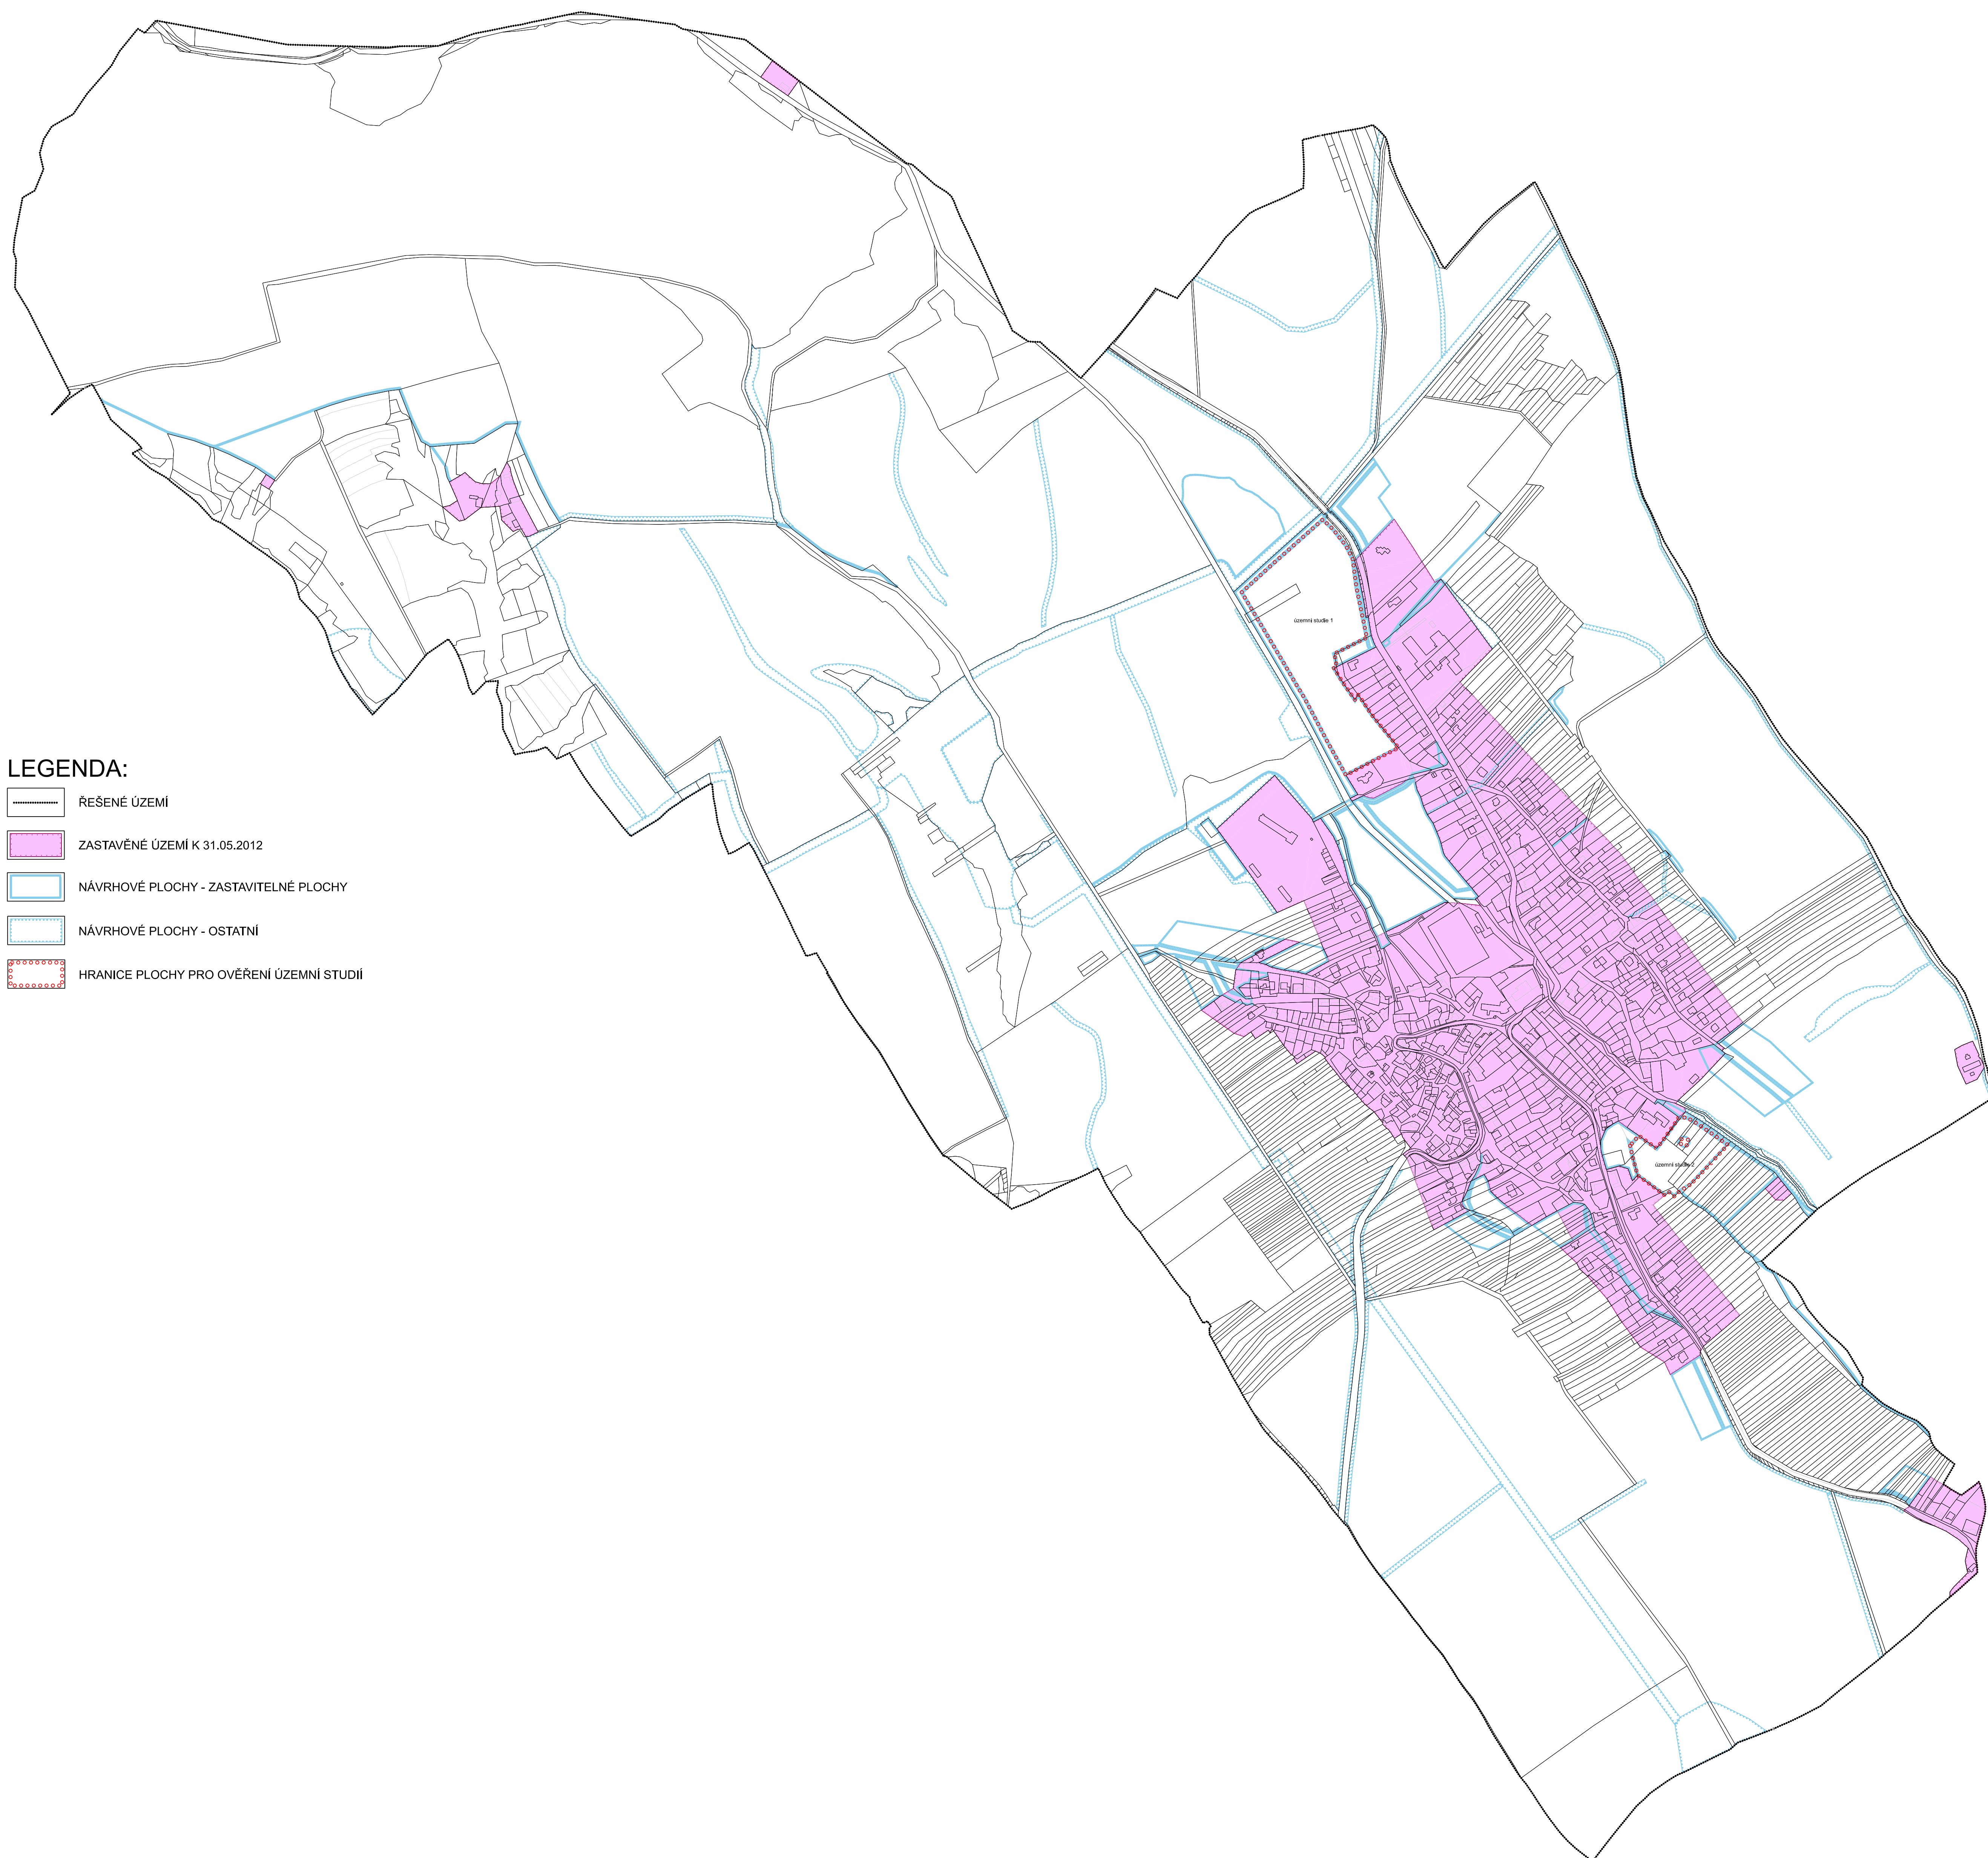 územní studie 1
LEGENDA:
ŘEŠENÉ ÚZEMÍ
ZASTAVĚNÉ ÚZEMÍ K 31.05.2012
NÁVRHOVÉ PLOCHY - ZASTAVITELNÉ PLOCHY
NÁVRHOVÉ PLOCHY - OSTATNÍ
HRANICE PLOCHY PRO OVĚŘENÍ ÚZEMNÍ STUDIÍ
územní studie 2